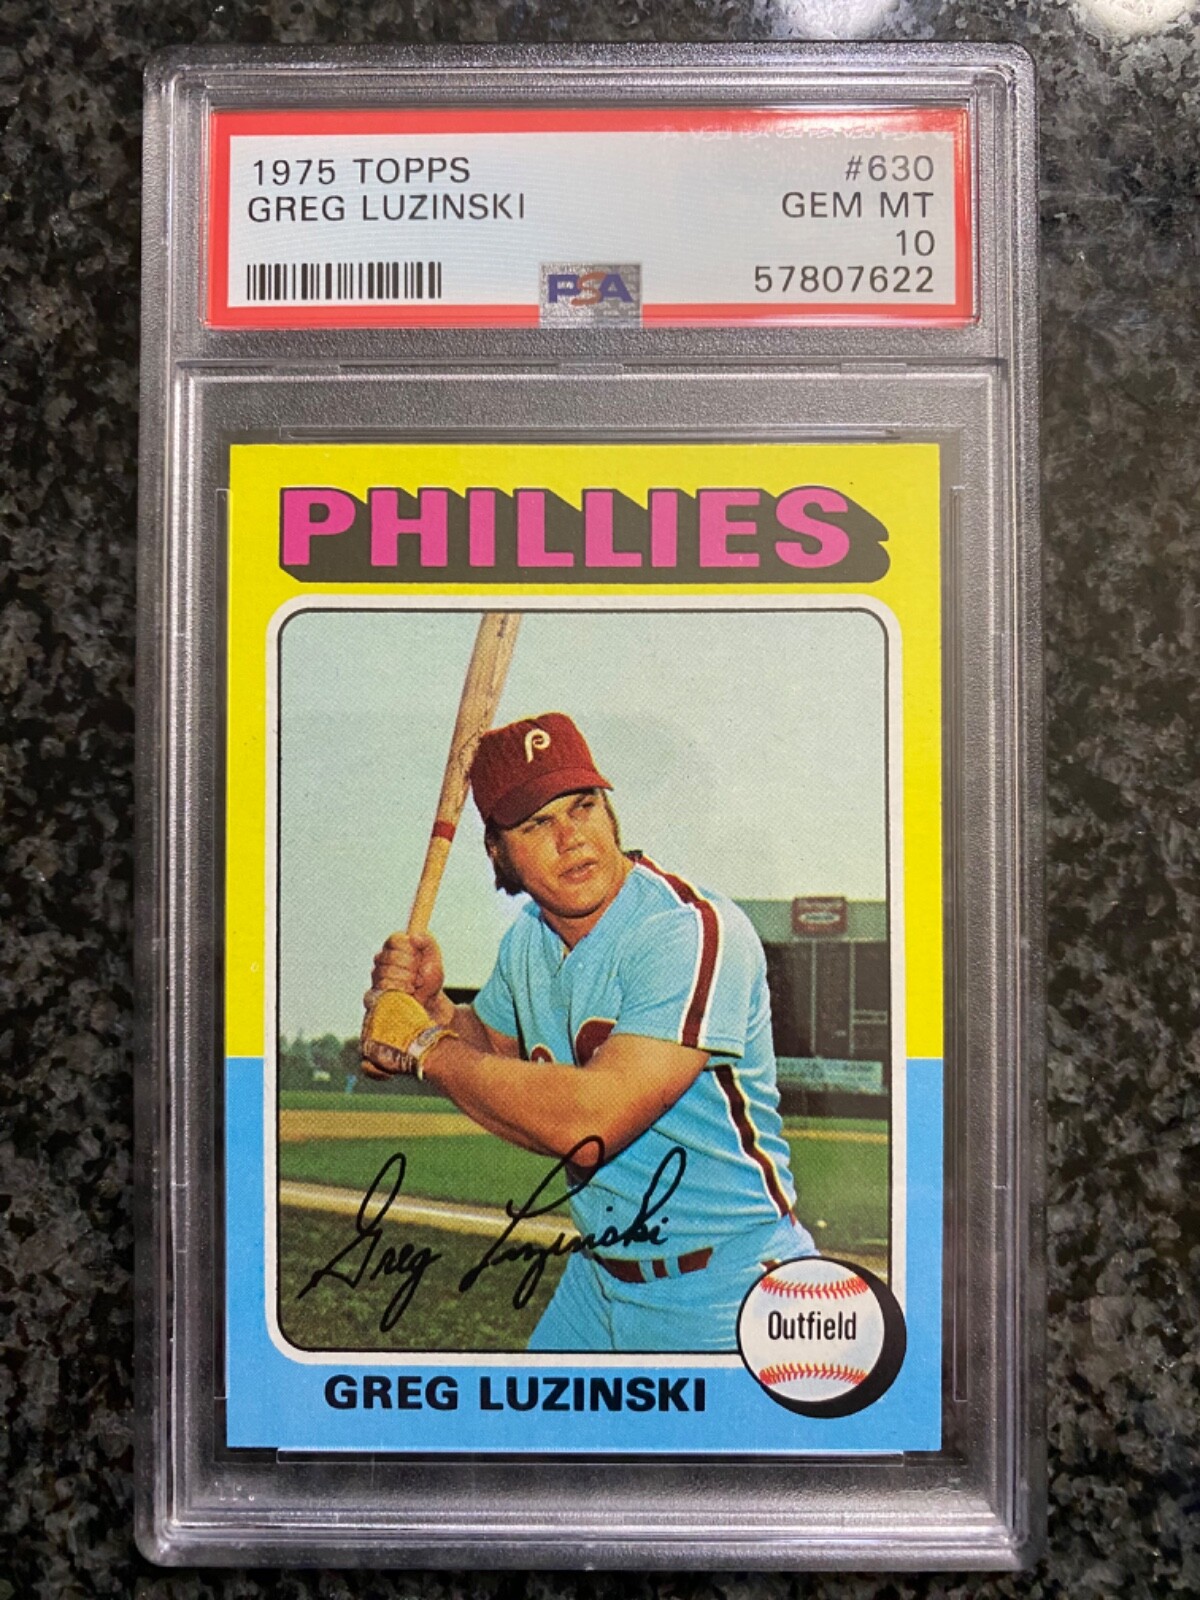 1975 TOPPS #630
GREG LUZINSKI GEM MT
10
PSA 57807622
PHILLIES
P
Greg Luzinski
Outfield
GREG LUZINSKI